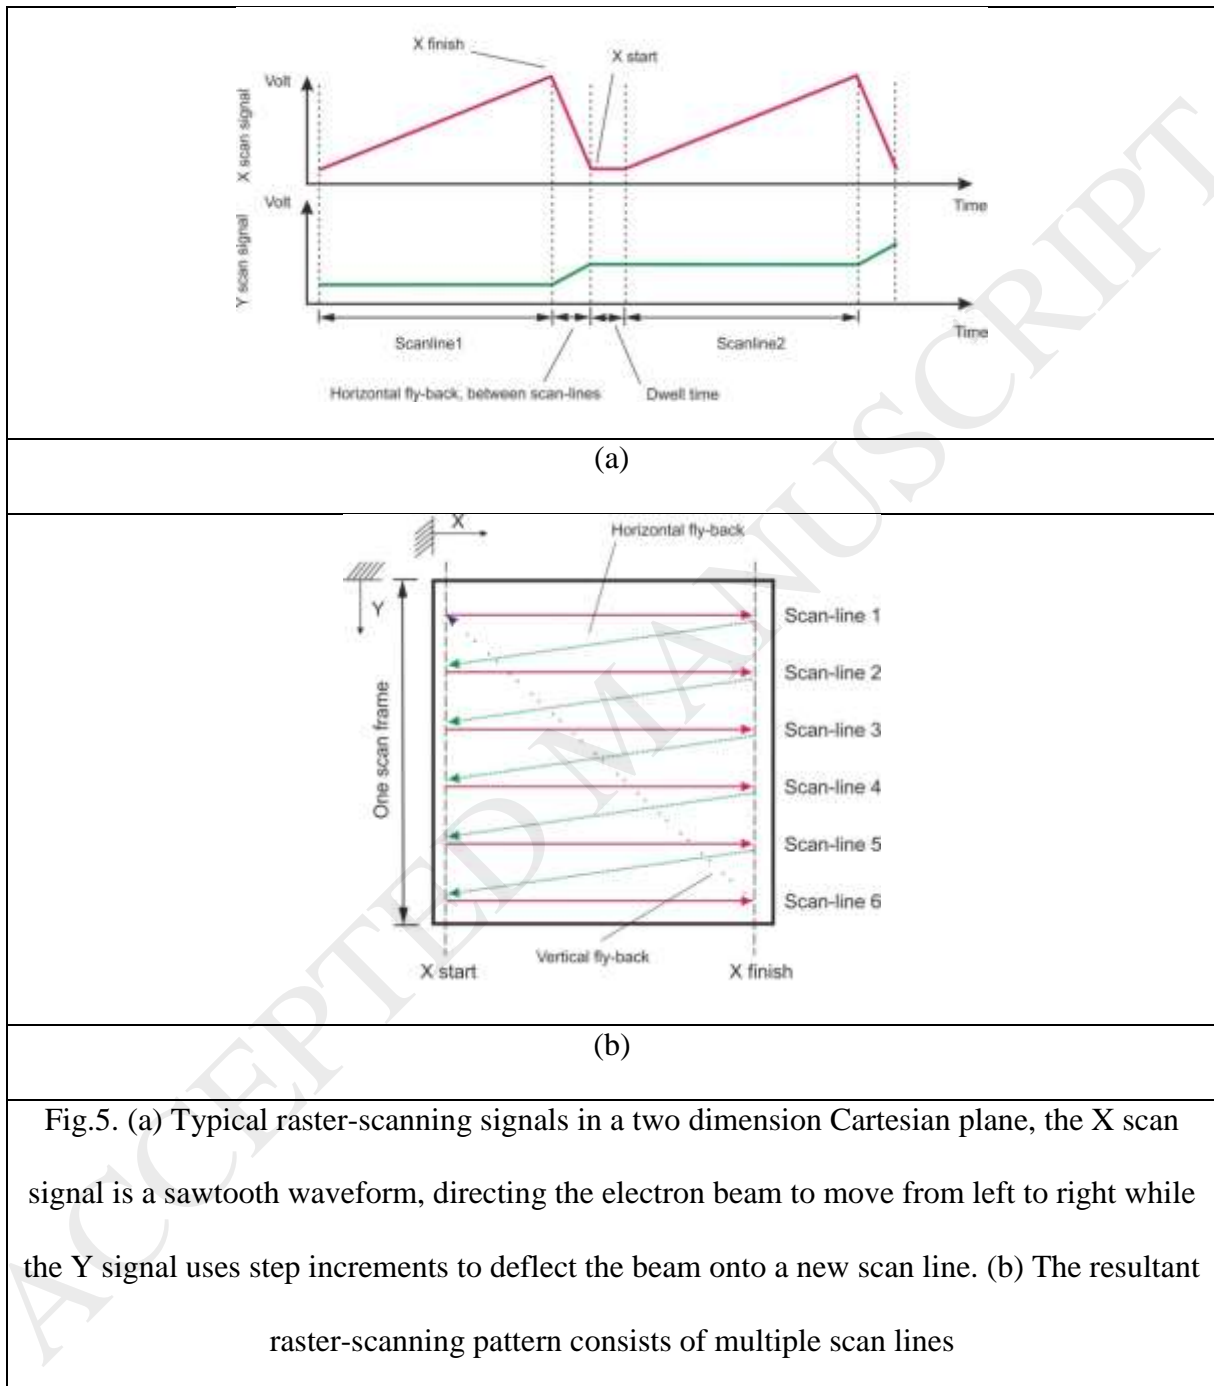 X finish
X start
Volt
X scan signal
Time
Volt
Y scan signal
Time
Scanline1
Scanline2
Horizontal fly-back, between scan-lines
Dwell time
(a)
X
Horizontal fly-back
Y
One scan frame
Scan-line 1
Scan-line 2
Scan-line 3
Scan-line 4
Scan-line 5
Scan-line 6
Vertical fly-back
X start
X finish
(b)
Fig.5. (a) Typical raster-scanning signals in a two dimension Cartesian plane, the X scan
signal is a sawtooth waveform, directing the electron beam to move from left to right while
the Y signal uses step increments to deflect the beam onto a new scan line. (b) The resultant
raster-scanning pattern consists of multiple scan lines
ACCEPTED MANUSCRIPT